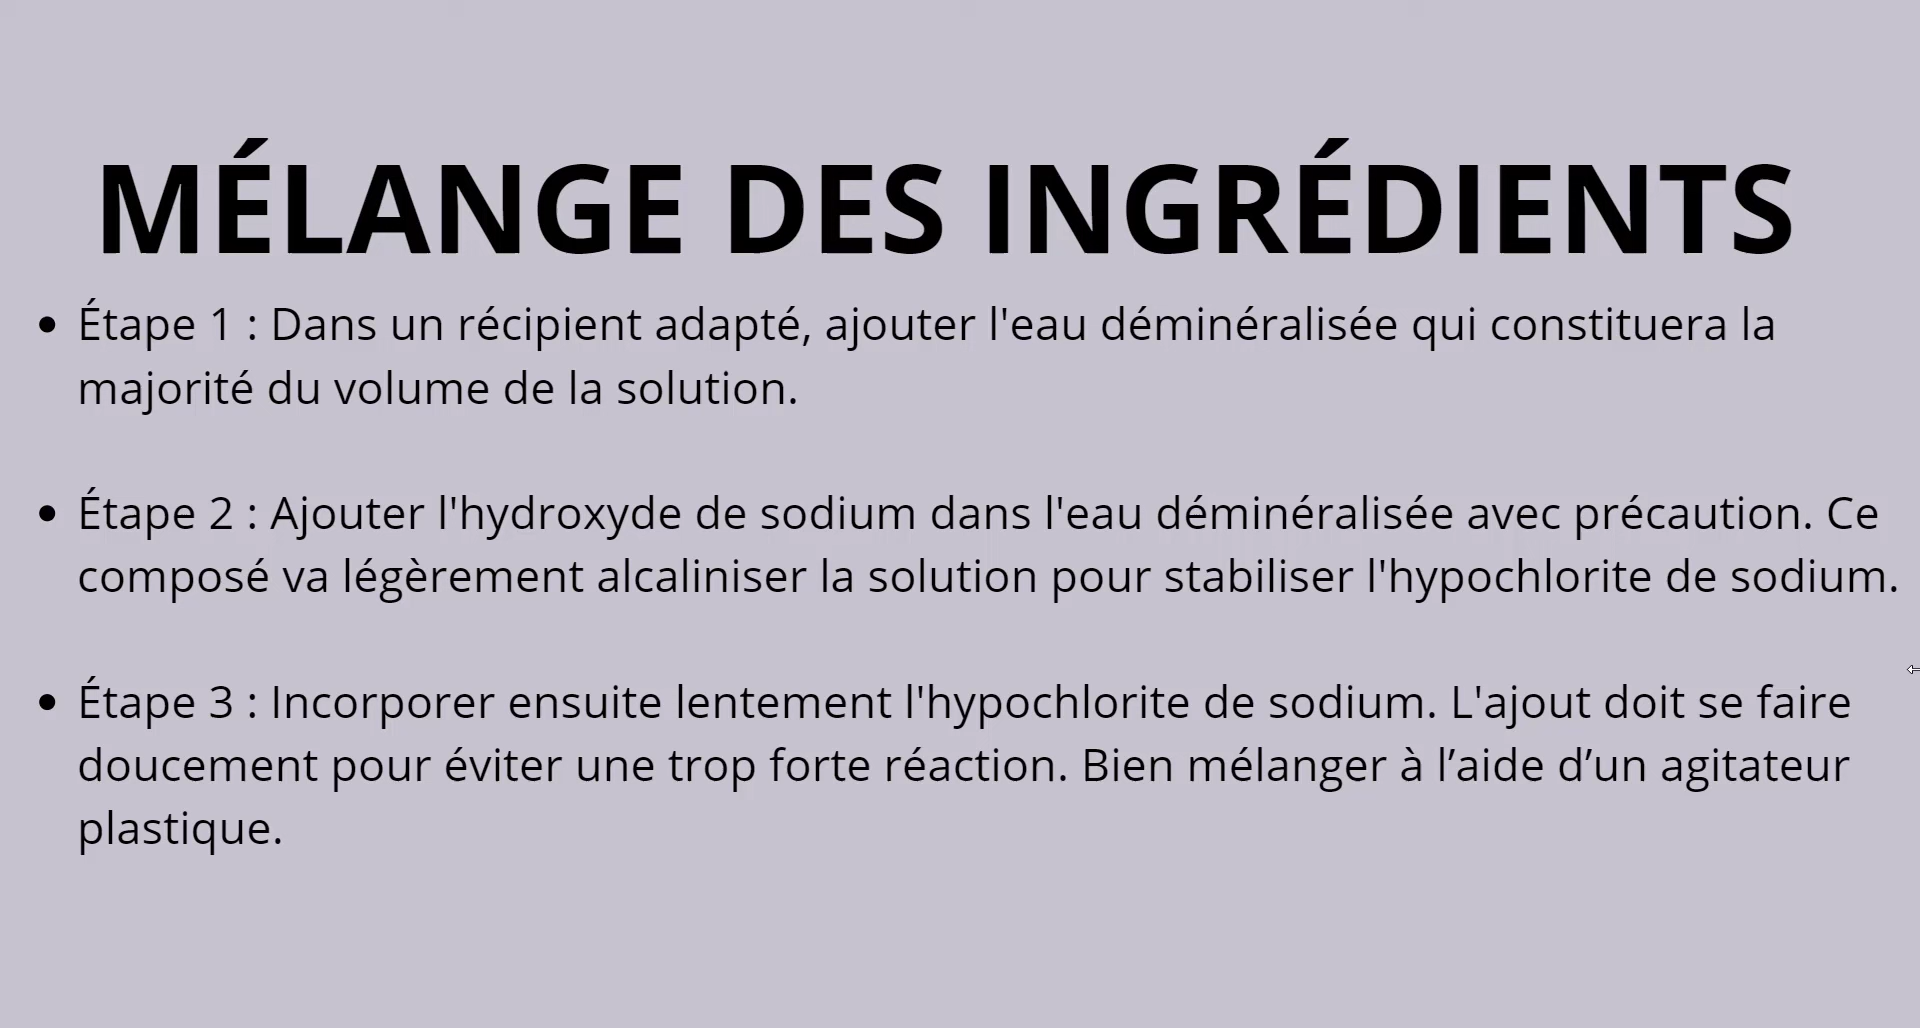 MÉLANGE DES INGRÉDIENTS
• Étape 1 : Dans un récipient adapté, ajouter l'eau déminéralisée qui constituera la
majorité du volume de la solution.
• Étape 2 : Ajouter l'hydroxyde de sodium dans l'eau déminéralisée avec précaution. Ce
composé va légèrement alcaliniser la solution pour stabiliser l'hypochlorite de sodium.
• Étape 3 : Incorporer ensuite lentement l'hypochlorite de sodium. L'ajout doit se faire
doucement pour éviter une trop forte réaction. Bien mélanger à l’aide d’un agitateur
plastique.